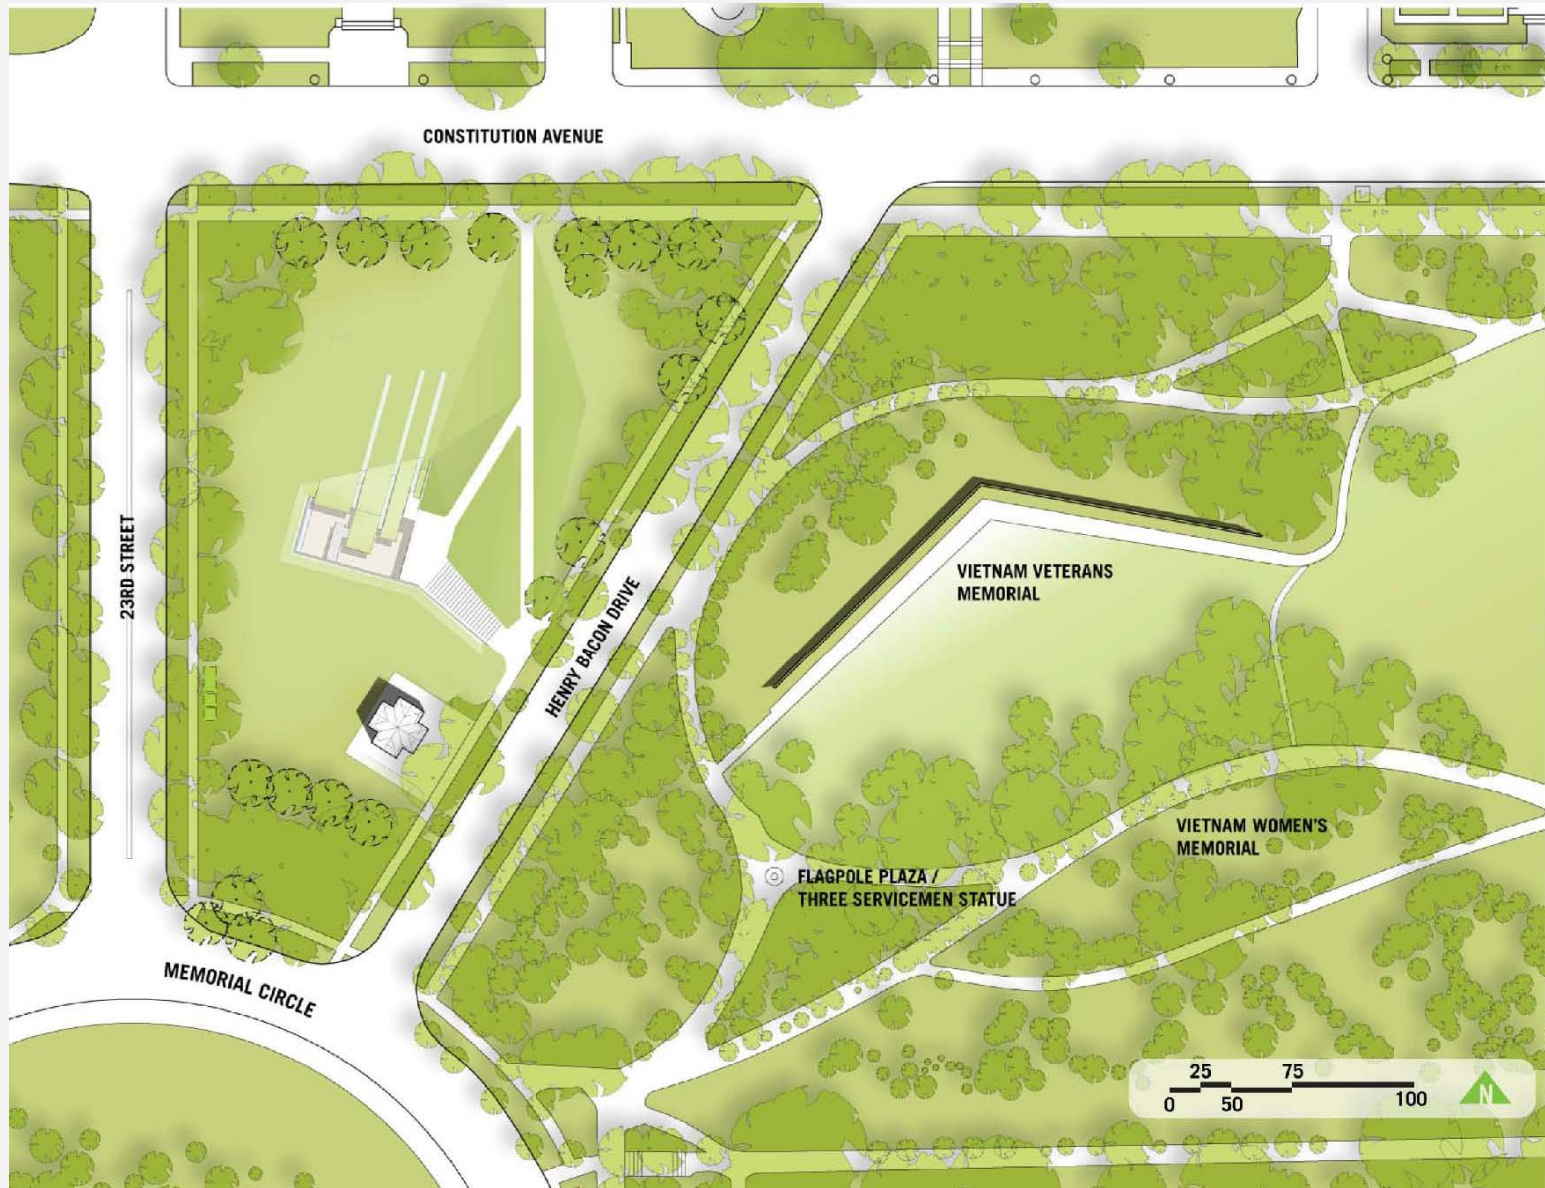 CONSTITUTION AVENUE
23RD STREET
HENRY BACON DRIVE
VIETNAM VETERANS
MEMORIAL
VIETNAM WOMEN'S
MEMORIAL
FLAGPOLE PLAZA /
THREE SERVICEMEN STATUE
MEMORIAL CIRCLE
25 75
0 50 100
N